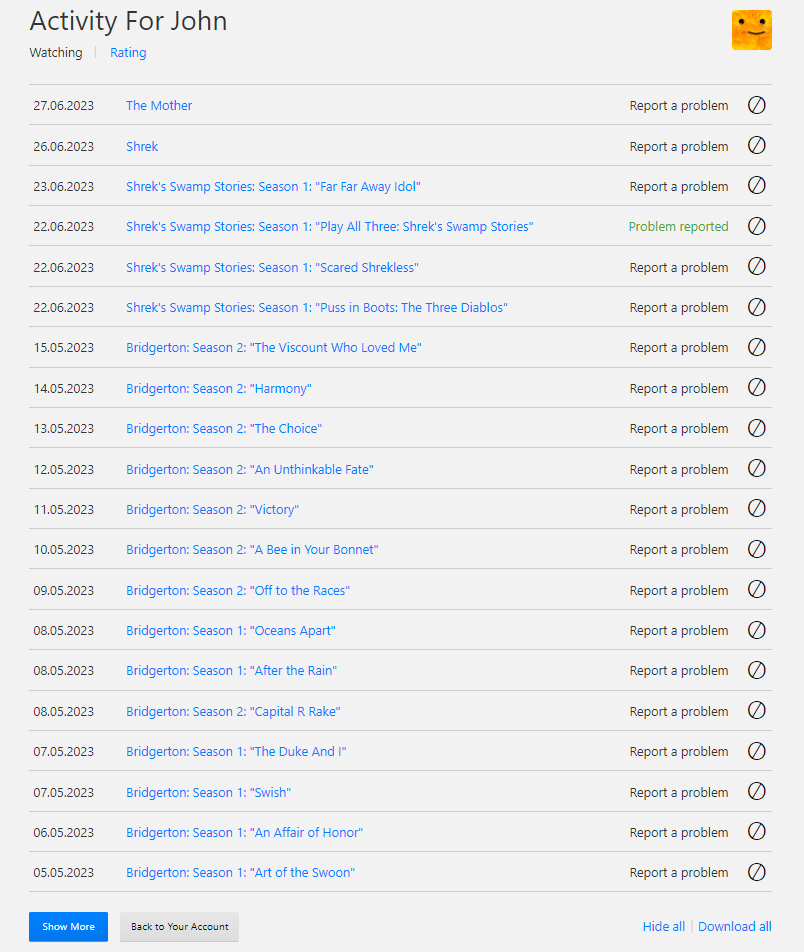 Activity For John
Watching | Rating
27.06.2023 The Mother Report a problem
26.06.2023 Shrek Report a problem
23.06.2023 Shrek's Swamp Stories: Season 1: "Far Far Away Idol" Report a problem
22.06.2023 Shrek's Swamp Stories: Season 1: "Play All Three: Shrek's Swamp Stories" Problem reported
22.06.2023 Shrek's Swamp Stories: Season 1: "Scared Shrekless" Report a problem
22.06.2023 Shrek's Swamp Stories: Season 1: "Puss in Boots: The Three Diablos" Report a problem
15.05.2023 Bridgerton: Season 2: "The Viscount Who Loved Me" Report a problem
14.05.2023 Bridgerton: Season 2: "Harmony" Report a problem
13.05.2023 Bridgerton: Season 2: "The Choice" Report a problem
12.05.2023 Bridgerton: Season 2: "An Unthinkable Fate" Report a problem
11.05.2023 Bridgerton: Season 2: "Victory" Report a problem
10.05.2023 Bridgerton: Season 2: "A Bee in Your Bonnet" Report a problem
09.05.2023 Bridgerton: Season 2: "Off to the Races" Report a problem
08.05.2023 Bridgerton: Season 1: "Oceans Apart" Report a problem
08.05.2023 Bridgerton: Season 1: "After the Rain" Report a problem
08.05.2023 Bridgerton: Season 2: "Capital R Rake" Report a problem
07.05.2023 Bridgerton: Season 1: "The Duke And I" Report a problem
07.05.2023 Bridgerton: Season 1: "Swish" Report a problem
06.05.2023 Bridgerton: Season 1: "An Affair of Honor" Report a problem
05.05.2023 Bridgerton: Season 1: "Art of the Swoon" Report a problem
Show More Back to Your Account Hide all | Download all